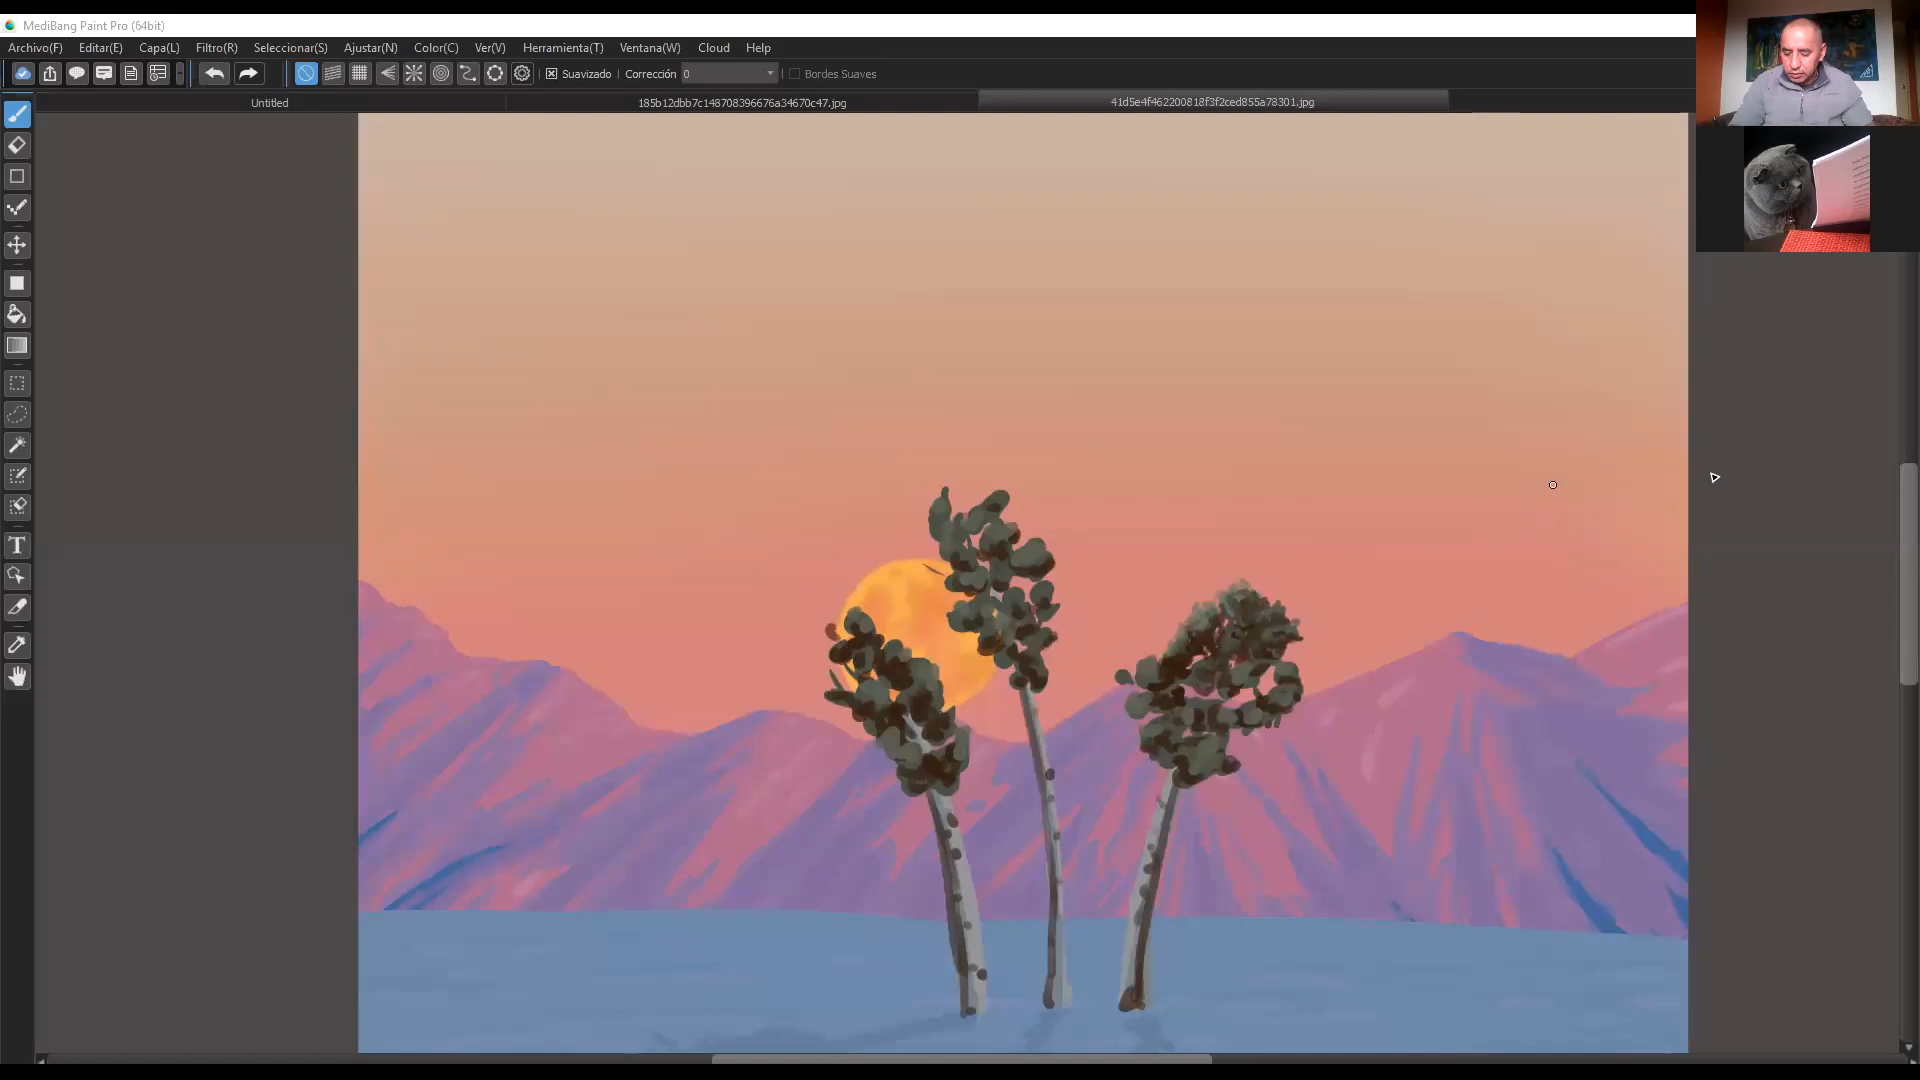 MediBang Paint Pro (64bit)
Archivo(F) Editar(E) Capa(L) Filtro(R) Seleccionar(S) Ajustar(N) Color(C) Ver(V) Herramienta(T) Ventana(W) Cloud Help
Suavizado Corrección 0 Bordes Suaves
Untitled 185b12dbb7c148708396676a34670c47.jpg 41d5e4f462200818f3f2ced855a78301.jpg
T